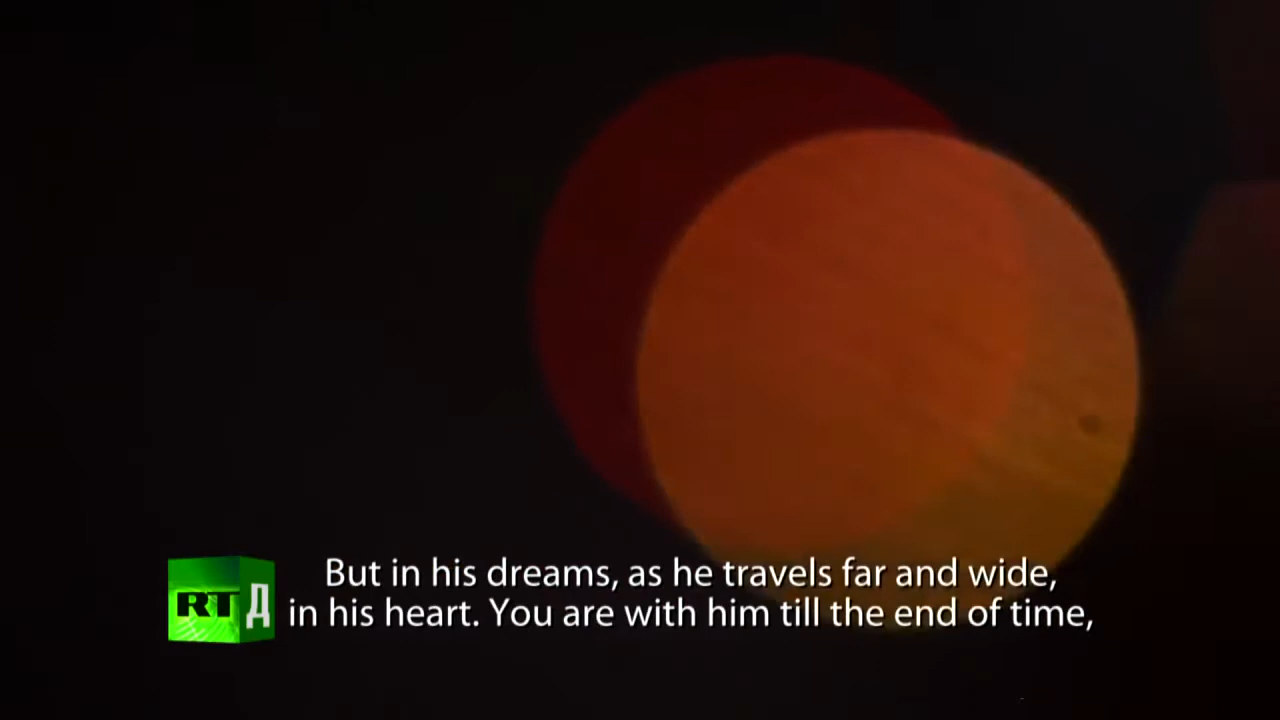 But in his dreams, as he travels far and wide,
RT Д
in his heart. You are with him till the end of time,